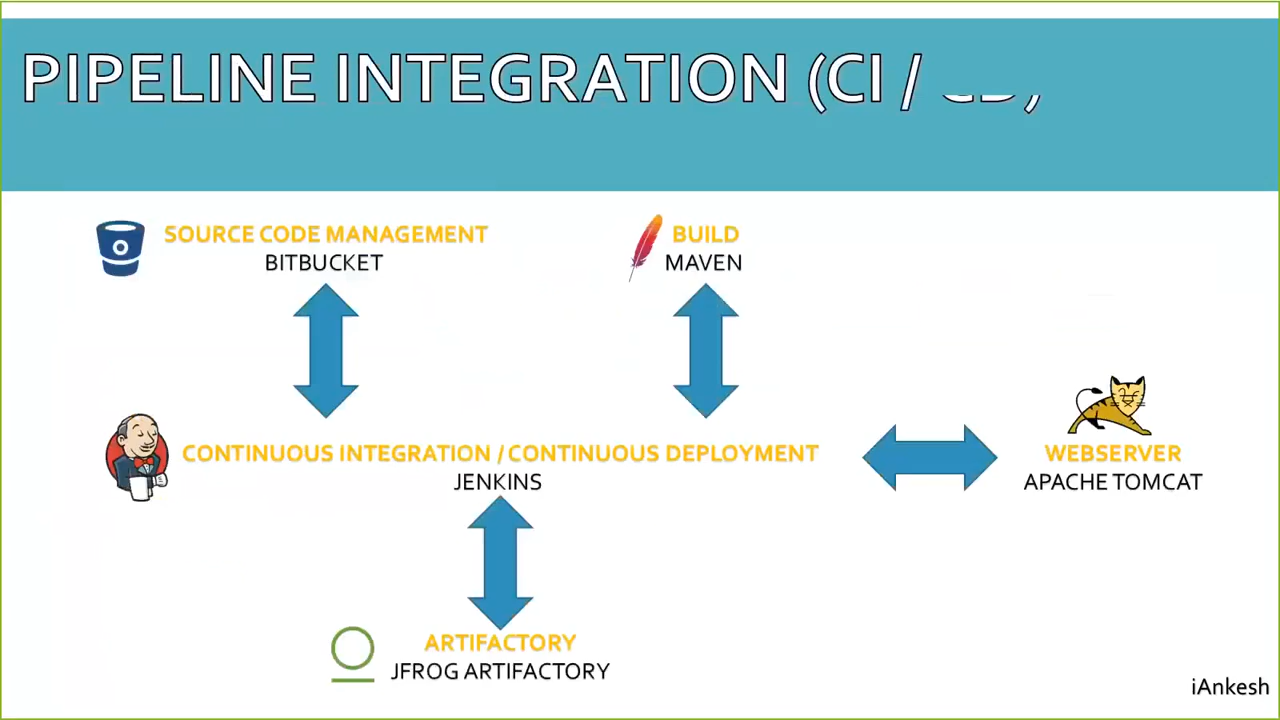 PIPELINE INTEGRATION (CI /
SOURCE CODE MANAGEMENT
BITBUCKET
BUILD
MAVEN
CONTINUOUS INTEGRATION / CONTINUOUS DEPLOYMENT
JENKINS
WEBSERVER
APACHE TOMCAT
ARTIFACTORY
JFROG ARTIFACTORY
iAnkesh